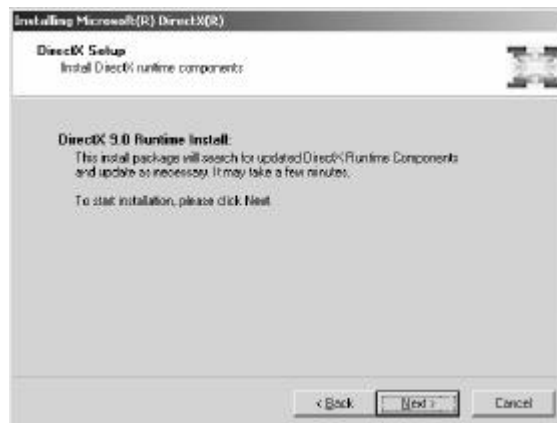 Installing Microsoft(R) DirectX(R)
DirectX Setup
Install DirectX runtime components
DirectX 9.0 Runtime Install:
This install package will search for updated DirectX Runtime Components
and update as necessary. It may take a few minutes.
To start installation, please click Next
< Back
Next >
Cancel